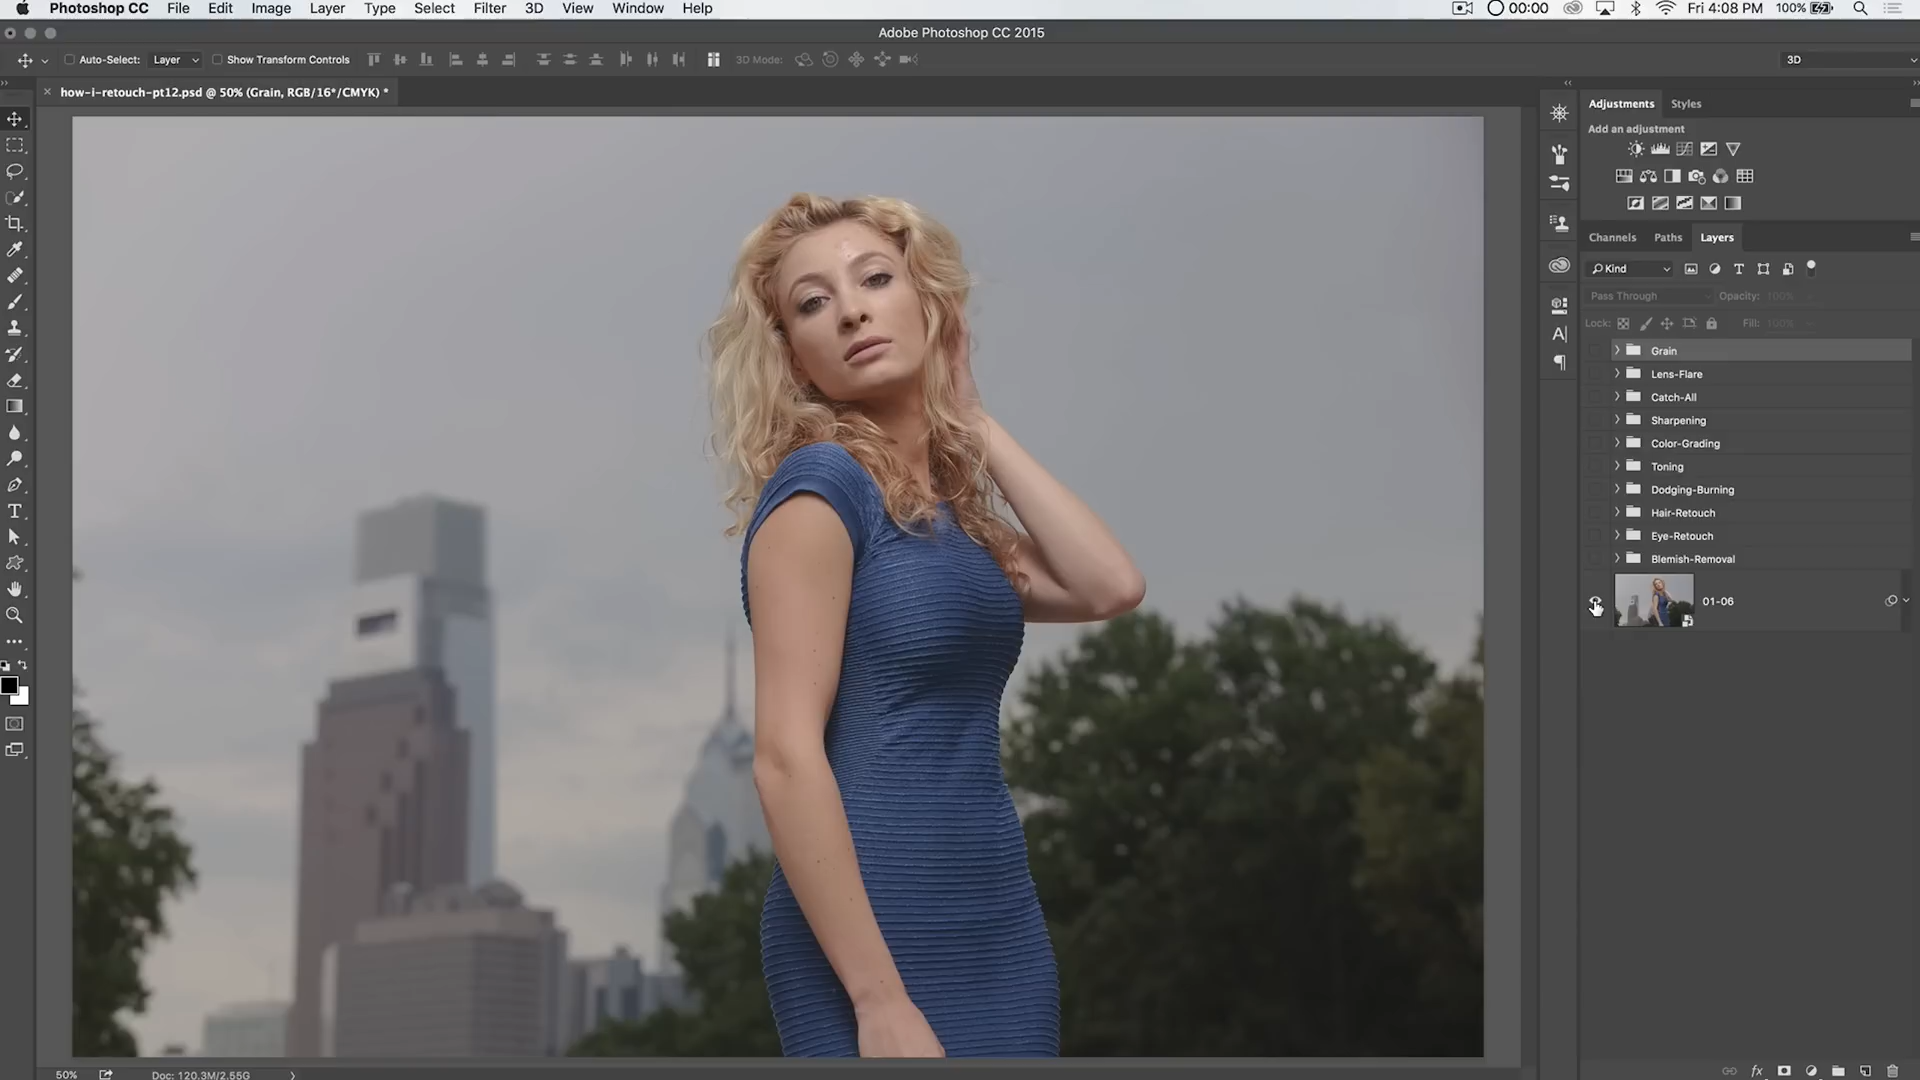 Photoshop CC File Edit Image Layer Type Select Filter 3D View Window Help 00:00 Fri 4:08 PM 100%
Adobe Photoshop CC 2015
Auto-Select: Layer Show Transform Controls 3D Mode: 3D
× how-i-retouch-pt12.psd @ 50% (Grain, RGB/16*/CMYK) *
Adjustments Styles
Add an adjustment
Channels Paths Layers
Kind
Pass Through Opacity: 100%
Lock: Fill: 100%
Grain
Lens-Flare
Catch-All
Sharpening
Color-Grading
Toning
Dodging-Burning
Hair-Retouch
Eye-Retouch
Blemish-Removal
01-06
50% Doc: 120.3M/2.55G